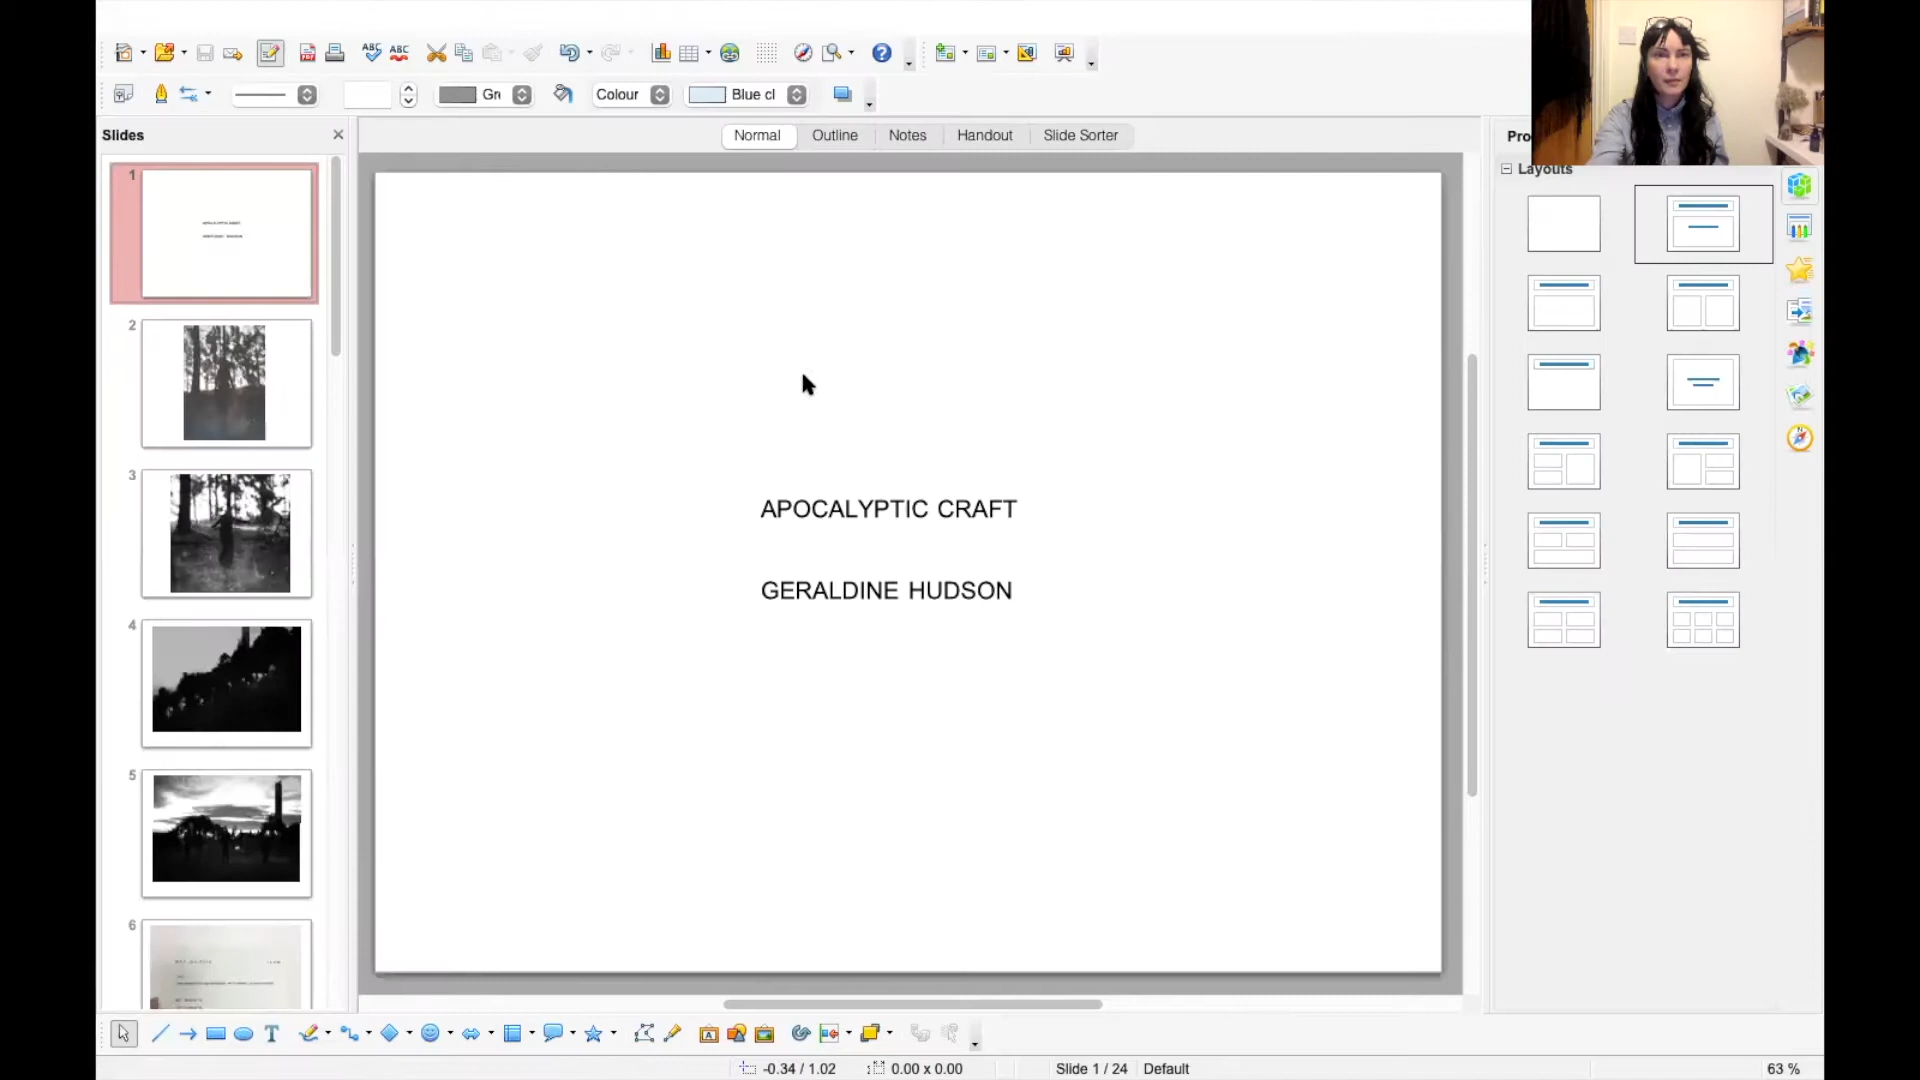 Gr
Colour
Blue cl
Slides
Normal
Outline
Notes
Handout
Slide Sorter
Pro
Layouts
1
2
3
4
5
6
APOCALYPTIC CRAFT
GERALDINE HUDSON
-0.34 / 1.02
0.00 x 0.00
Slide 1 / 24
Default
63 %